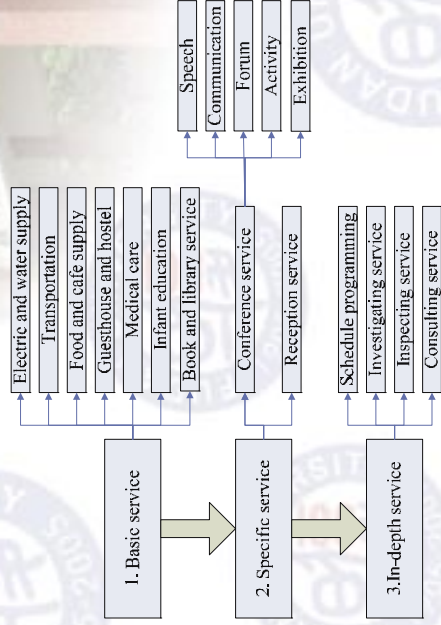 1. Basic service
Electric and water supply
Transportation
Food and cafe supply
Guesthouse and hostel
Medical care
Infant education
Book and library service
2. Specific service
Conference service
Speech
Communication
Forum
Activity
Exhibition
Reception service
3.In-depth service
Schedule programming
Investigating service
Inspecting service
Consulting service